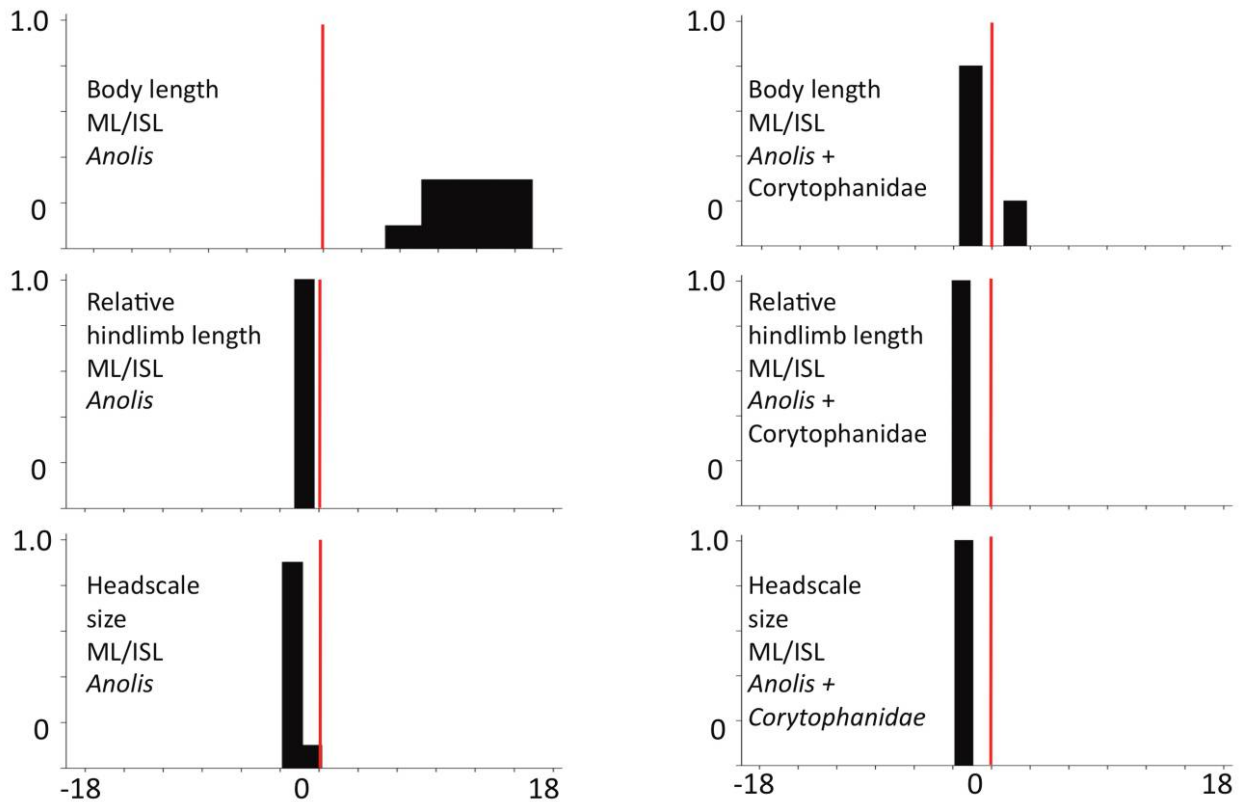 1.0
Body length
ML/ISL
Anolis
0
1.0
Body length
ML/ISL
Anolis +
Corytophanidae
0
1.0
Relative
hindlimb length
ML/ISL
Anolis
0
1.0
Relative
hindlimb length
ML/ISL
Anolis +
Corytophanidae
0
1.0
Headscale
size
ML/ISL
Anolis
0
-18 0 18
1.0
Headscale
size
ML/ISL
Anolis +
Corytophanidae
0
-18 0 18